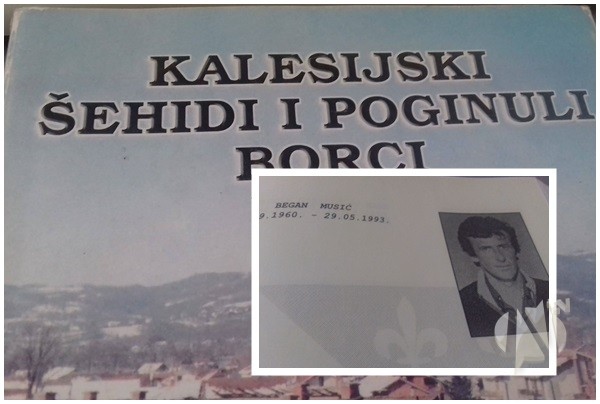 KALESIJSKI
ŠEHIDI I POGINULI
BORCI
BEGAN MUSIĆ
9.1960. - 29.05.1993.